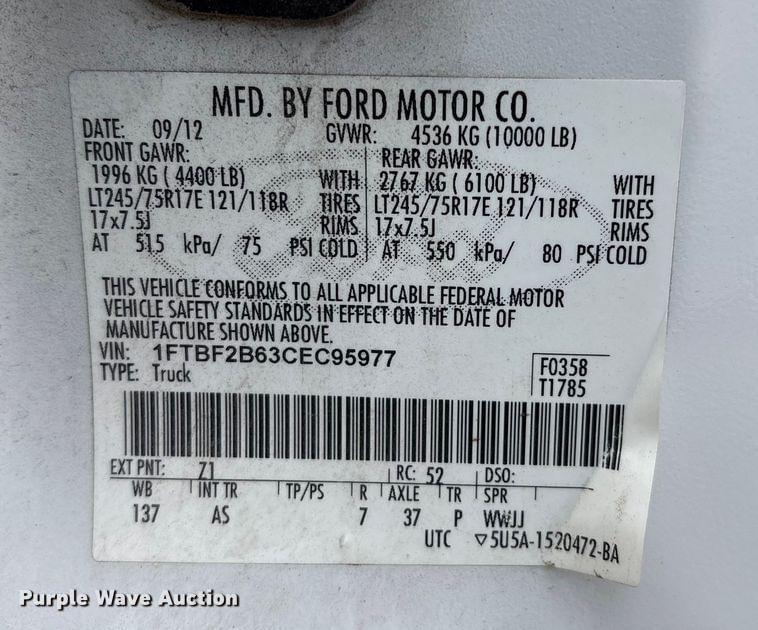 MFD. BY FORD MOTOR CO.
DATE: 09/12 GVWR: 4536 KG (10000 LB)
FRONT GAWR: REAR GAWR:
1996 KG ( 4400 LB) WITH 2767 KG ( 6100 LB) WITH
LT245/75R17E 121/118R TIRES LT245/75R17E 121/118R TIRES
17x7.5J RIMS 17x7.5J RIMS
AT 515 kPa/ 75 PSI COLD AT 550 kPa/ 80 PSI COLD
THIS VEHICLE CONFORMS TO ALL APPLICABLE FEDERAL MOTOR
VEHICLE SAFETY STANDARDS IN EFFECT ON THE DATE OF
MANUFACTURE SHOWN ABOVE.
VIN: 1FTBF2B63CEC95977
TYPE: Truck
F0358
T1785
EXT PNT: Z1 RC: 52 DSO:
WB INT TR TP/PS R AXLE TR SPR
137 AS 7 37 P WWJJ
UTC ▽5U5A-1520472-BA
Purple Wave Auction